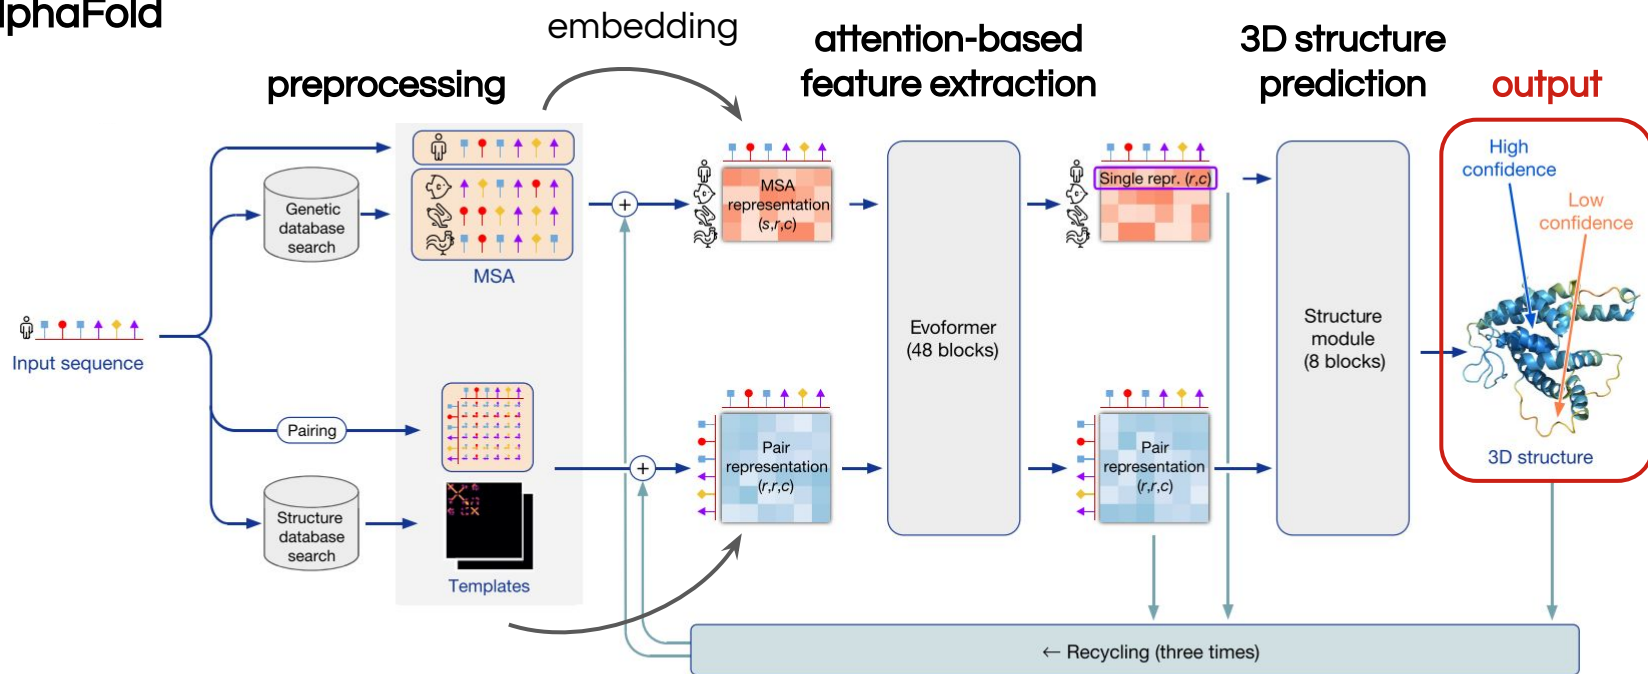 lphaFold
embedding
preprocessing
attention-based
feature extraction
3D structure
prediction
output
Genetic
database
search
MSA
Input sequence
Pairing
Structure
database
search
Templates
MSA
representation
(s,r,c)
Pair
representation
(r,r,c)
Evoformer
(48 blocks)
Single repr. (r,c)
Pair
representation
(r,r,c)
Structure
module
(8 blocks)
High
confidence
Low
confidence
3D structure
← Recycling (three times)